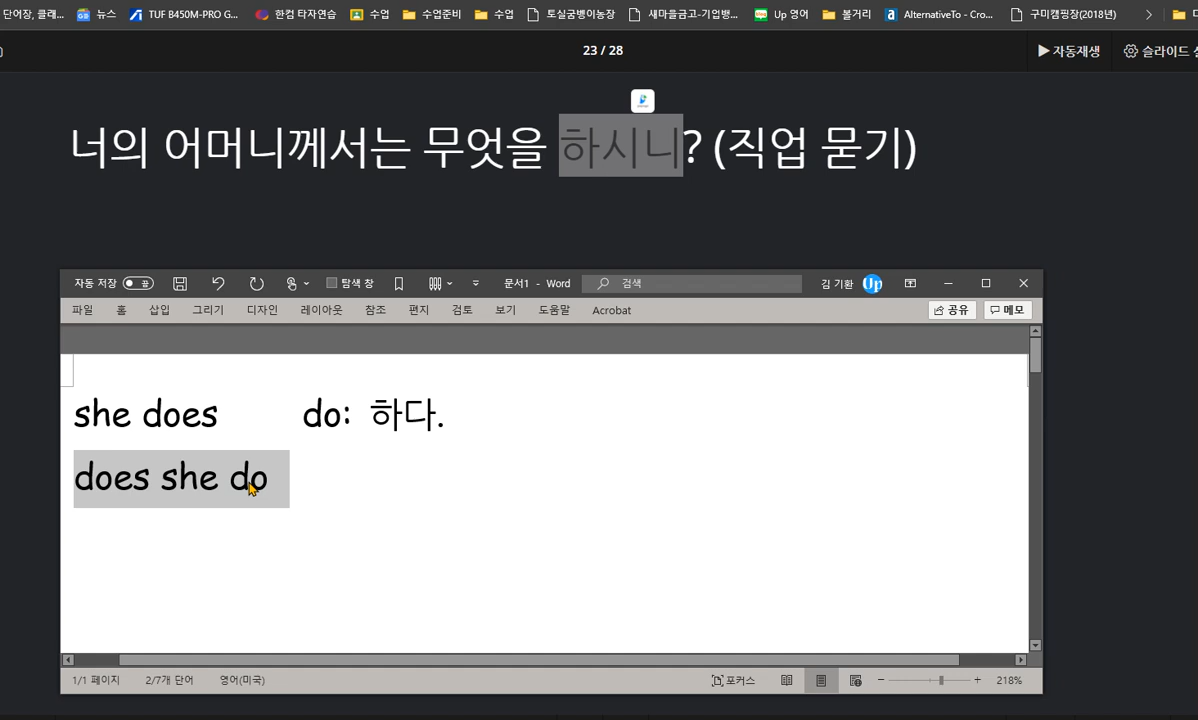 단어장, 클래... 뉴스 TUF B450M-PRO G... 한컴 타자연습 수업 수업준비 수업 토실굼벵이농장 새마을금고-기업뱅... Up 영어 볼거리 AlternativeTo - Cro... 구미캠핑장(2018년)
23 / 28 자동재생 슬라이드
너의 어머니께서는 무엇을 하시니? (직업 묻기)
자동 저장 끔 탐색 창 문서1 - Word 검색 김 기환 Up
파일 홈 삽입 그리기 디자인 레이아웃 참조 편지 검토 보기 도움말 Acrobat 공유 메모
she does do: 하다.
does she do
1/1 페이지 2/7개 단어 영어(미국) 포커스 218%